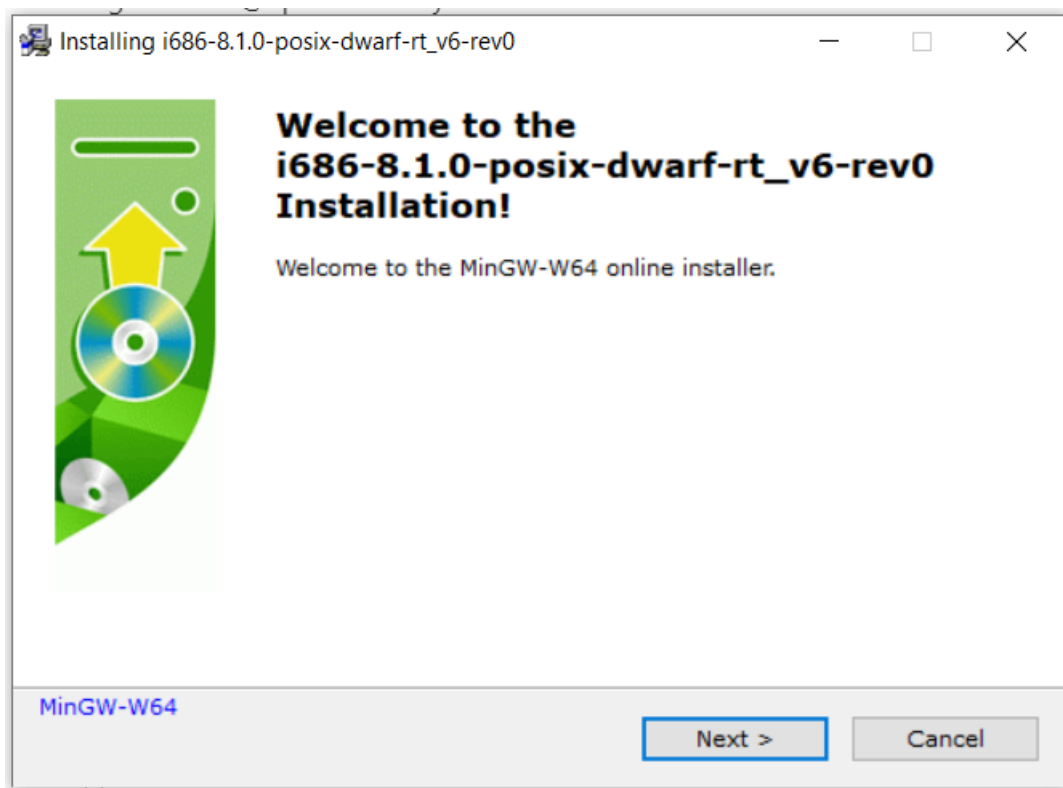 Installing i686-8.1.0-posix-dwarf-rt_v6-rev0
Welcome to the
i686-8.1.0-posix-dwarf-rt_v6-rev0
Installation!
Welcome to the MinGW-W64 online installer.
MinGW-W64
Next >
Cancel